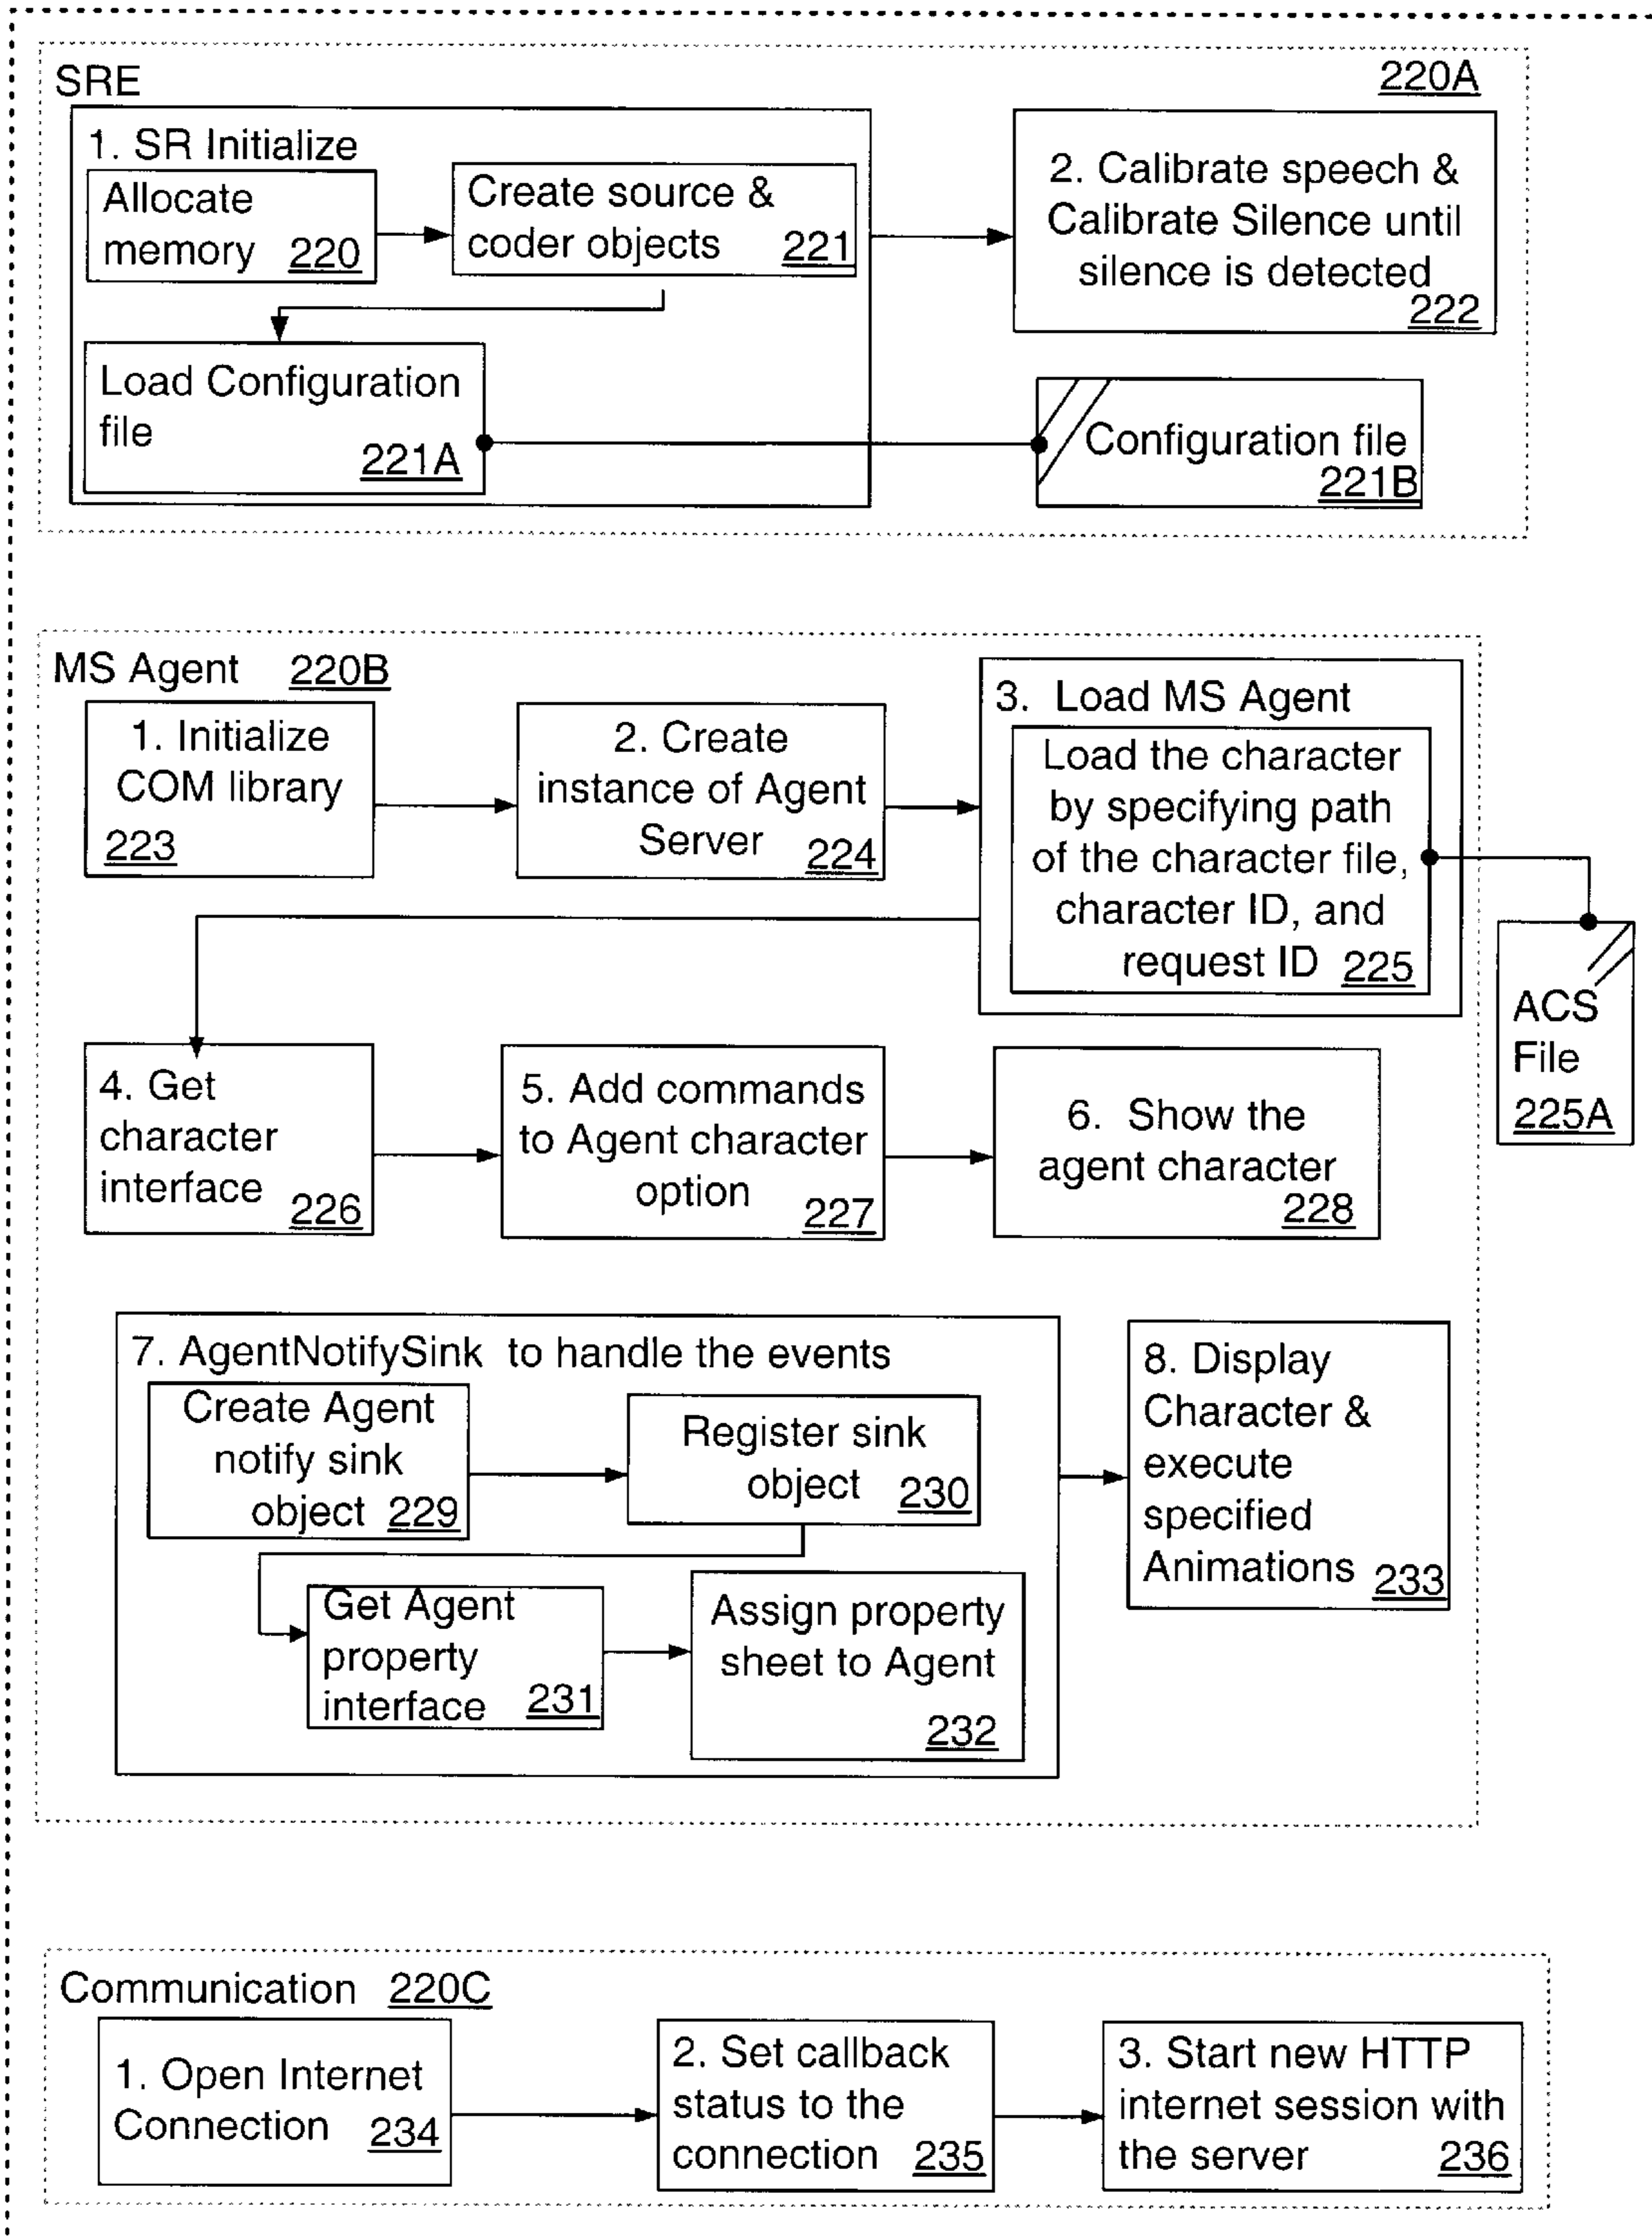 SRE
220A
1. SR Initialize
Allocate
memory 220
Create source &
coder objects 221
2. Calibrate speech &
Calibrate Silence until
silence is detected
222
Load Configuration
file
221A
Configuration file
221B
MS Agent 220B
1. Initialize
COM library
223
2. Create
instance of Agent
Server 224
3. Load MS Agent
Load the character
by specifying path
of the character file,
character ID, and
request ID 225
ACS
File
225A
4. Get
character
interface 226
5. Add commands
to Agent character
option 227
6. Show the
agent character
228
7. AgentNotifySink to handle the events
Create Agent
notify sink
object 229
Register sink
object 230
Get Agent
property
interface 231
Assign property
sheet to Agent
232
8. Display
Character &
execute
specified
Animations 233
Communication 220C
1. Open Internet
Connection 234
2. Set callback
status to the
connection 235
3. Start new HTTP
internet session with
the server 236